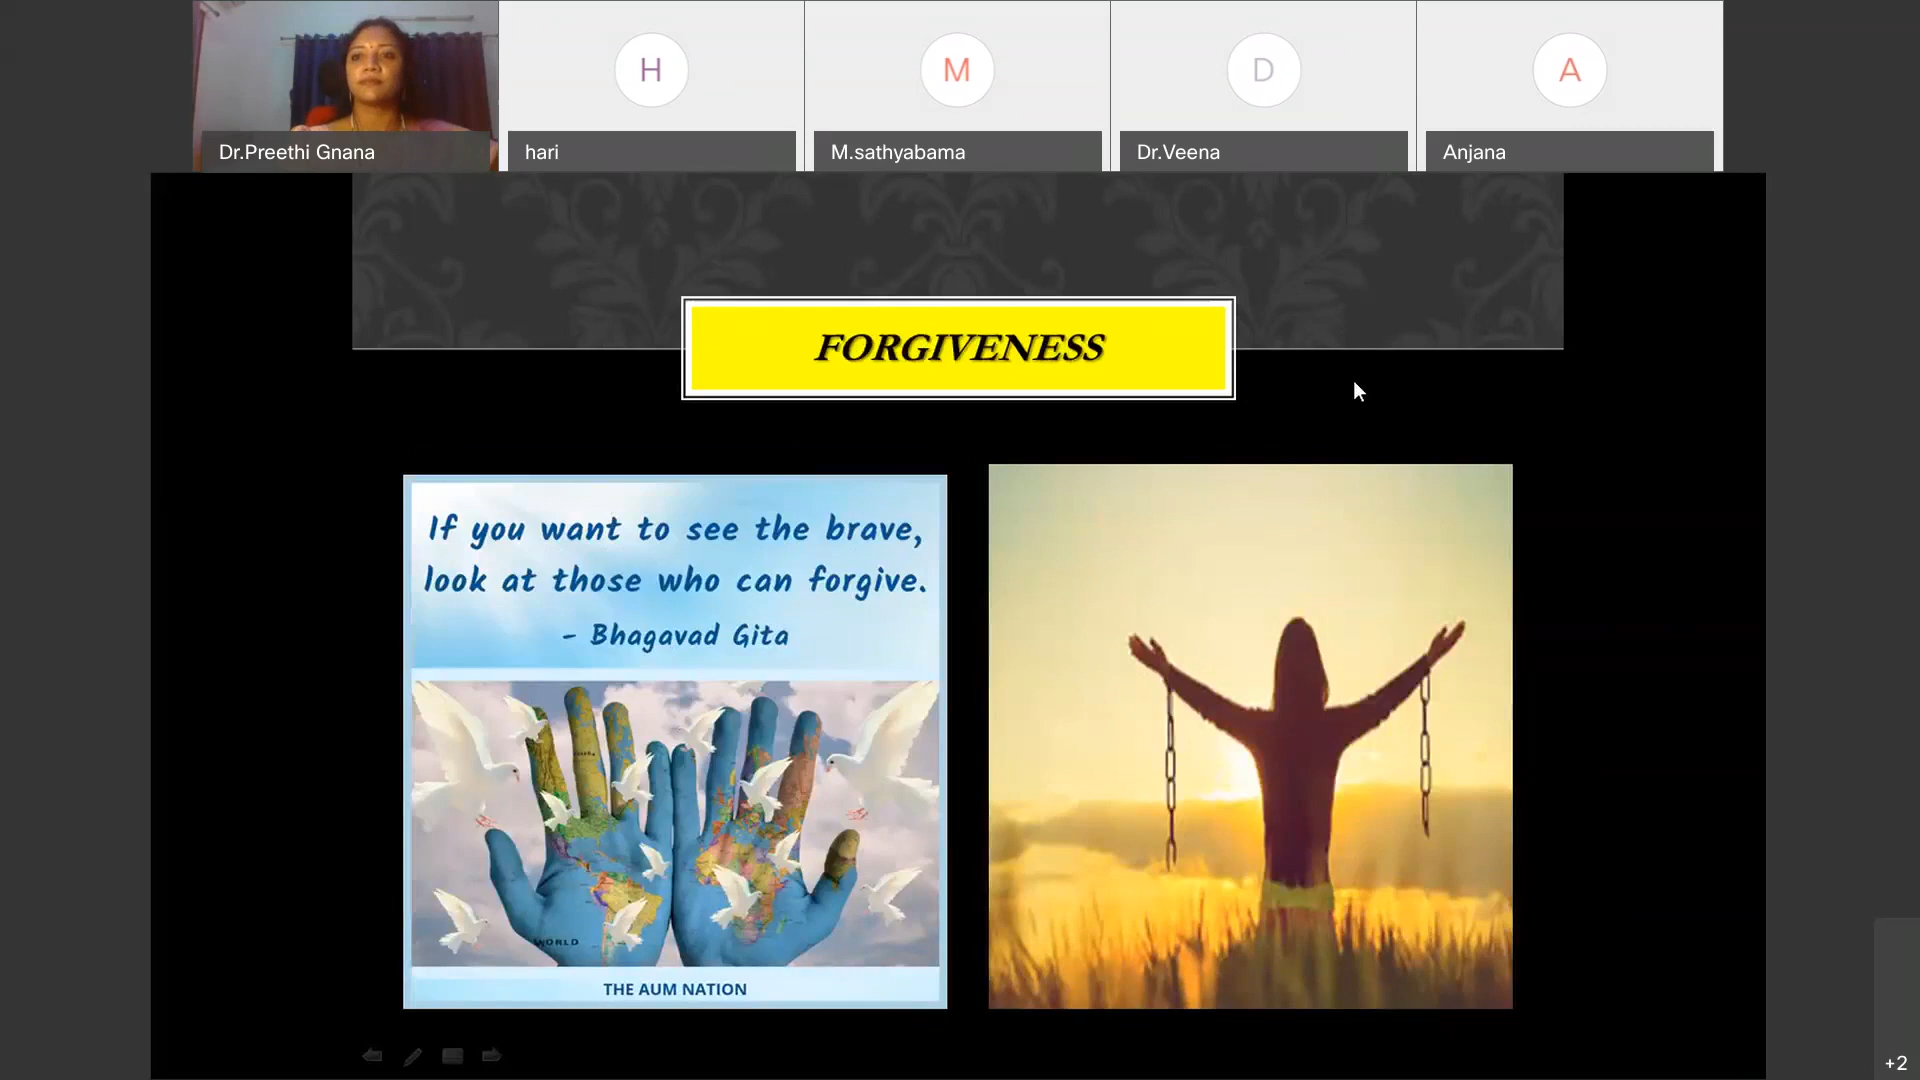 H
M
D
A
Dr.Preethi Gnana
hari
M.sathyabama
Dr.Veena
Anjana
FORGIVENESS
If you want to see the brave,
look at those who can forgive.
- Bhagavad Gita
WORLD
THE AUM NATION
+2